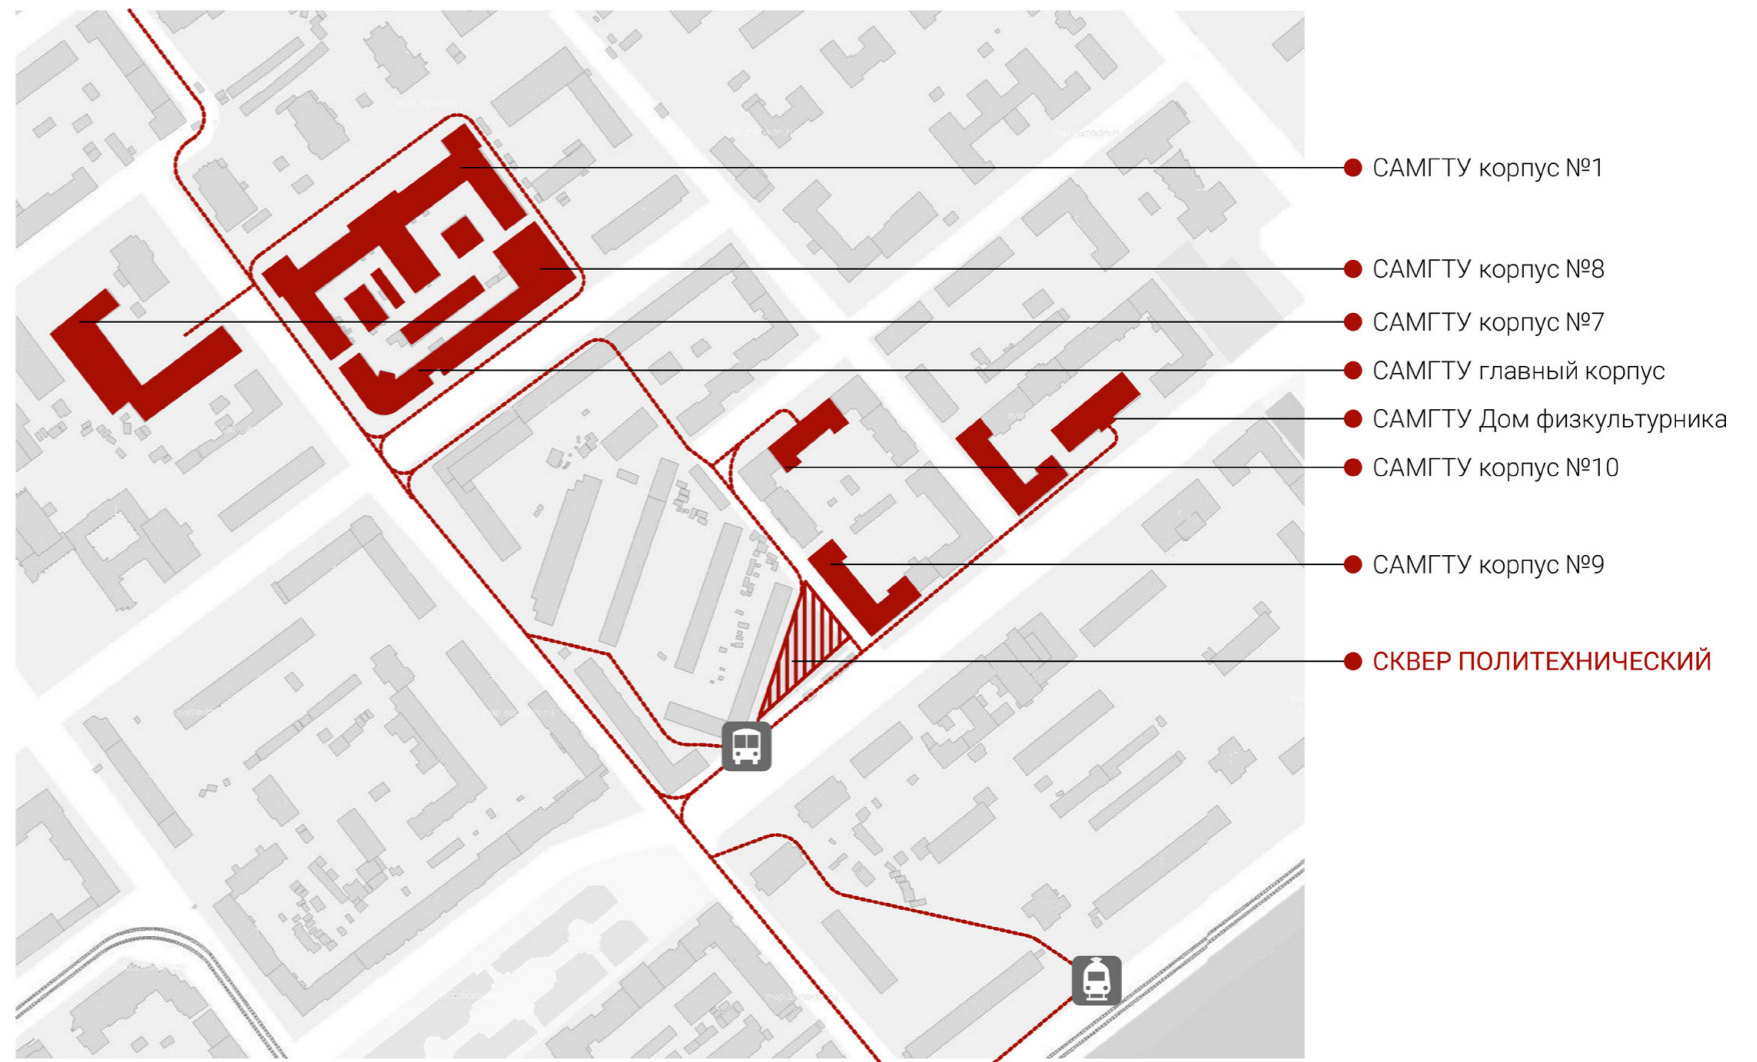 САМГТУ корпус №1
САМГТУ корпус №8
САМГТУ корпус №7
САМГТУ главный корпус
САМГТУ Дом физкультурника
САМГТУ корпус №10
САМГТУ корпус №9
СКВЕР ПОЛИТЕХНИЧЕСКИЙ